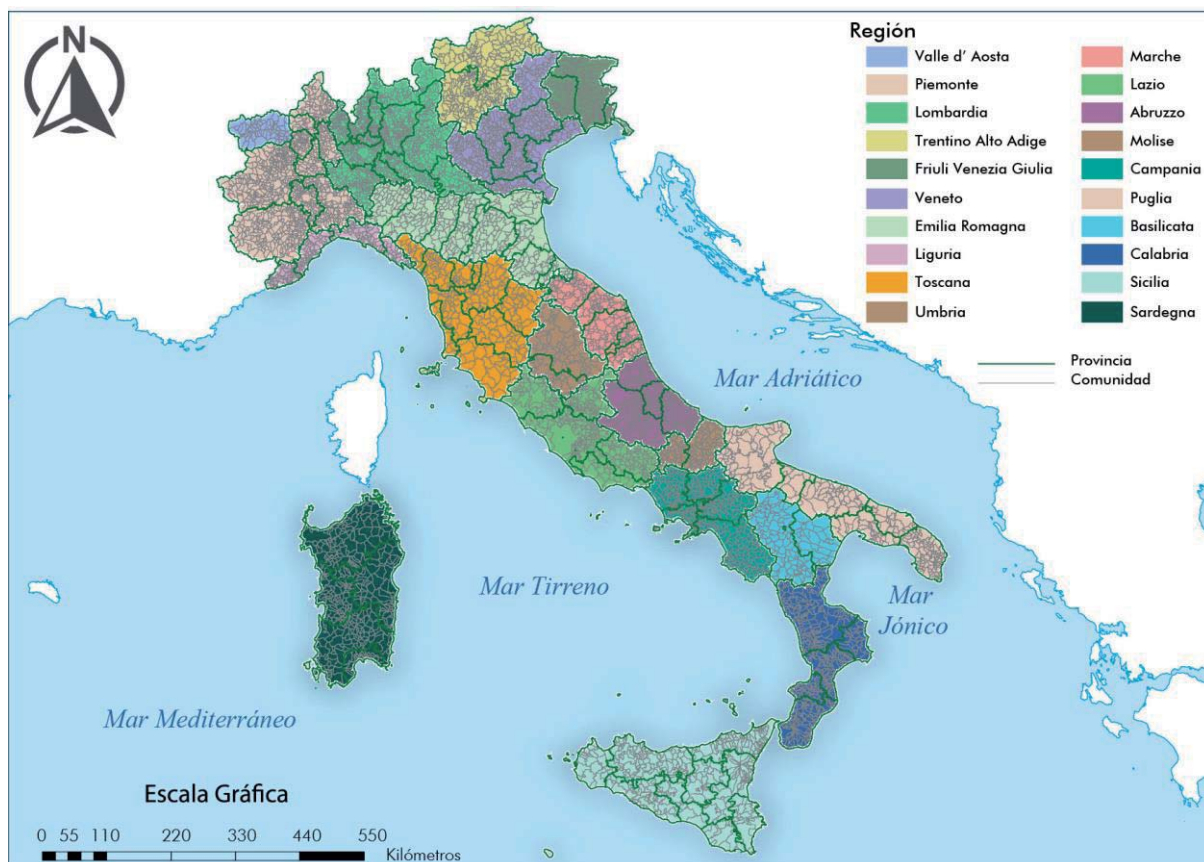 N
Región
Valle d' Aosta
Piemonte
Lombardía
Trentino Alto Adige
Friuli Venezia Giulia
Veneto
Emilia Romagna
Liguria
Toscana
Umbria
Marche
Lazio
Abruzzo
Molise
Campania
Puglia
Basilicata
Calabria
Sicilia
Sardegna
Provincia
Comunidad
Mar Adriático
Mar Tirreno
Mar
Jónico
Mar Mediterráneo
Escala Gráfica
0 55 110 220 330 440 550
Kilómetros